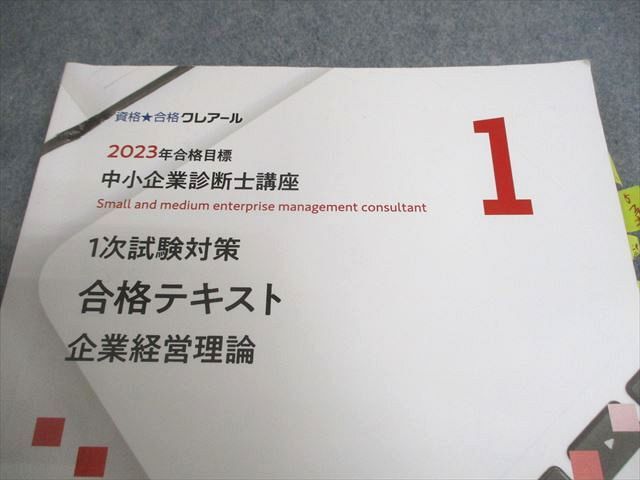 資格★合格クレアール
1
2023年合格目標
中小企業診断士講座
Small and medium enterprise management consultant
1次試験対策
合格テキスト
企業経営理論